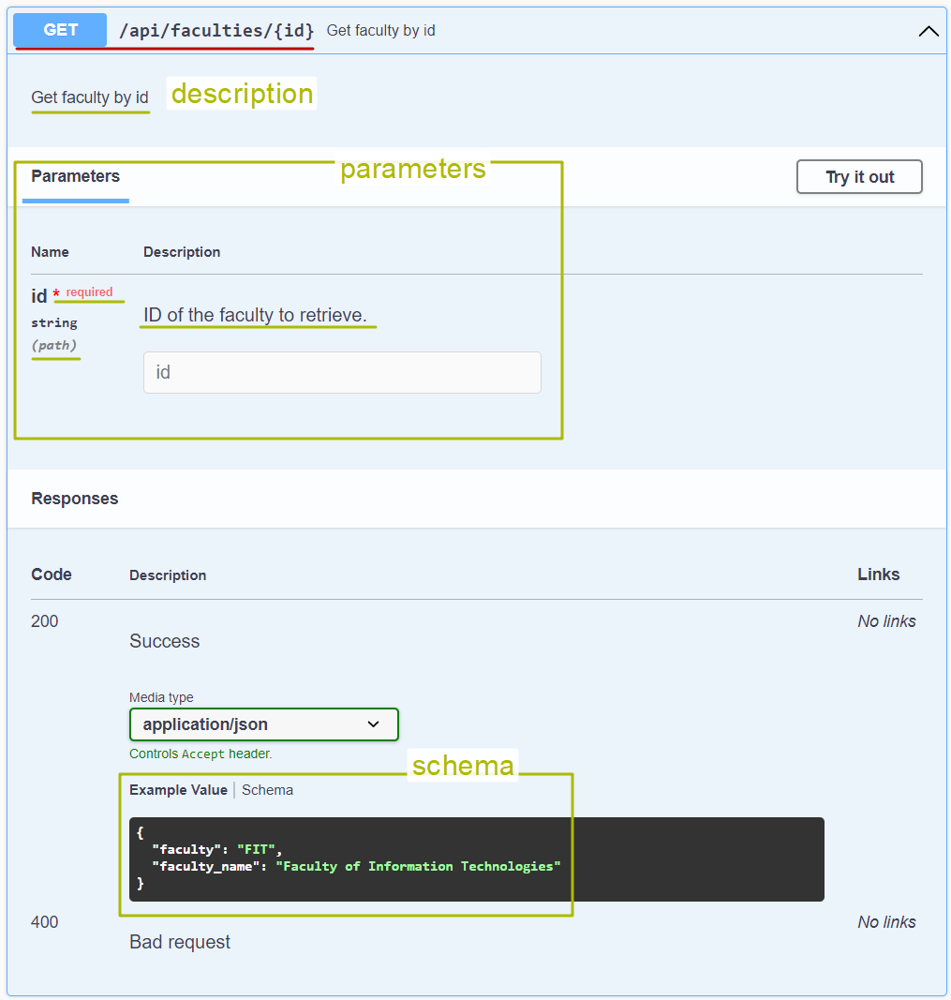 GET /api/faculties/{id} Get faculty by id
Get faculty by id description
parameters
Parameters Try it out
Name Description
id * required
string
(path)
ID of the faculty to retrieve.
id
Responses
Code Description Links
200 No links
Success
Media type
application/json
Controls Accept header.
schema
Example Value Schema
{
"faculty": "FIT",
"faculty_name": "Faculty of Information Technologies"
}
400 No links
Bad request